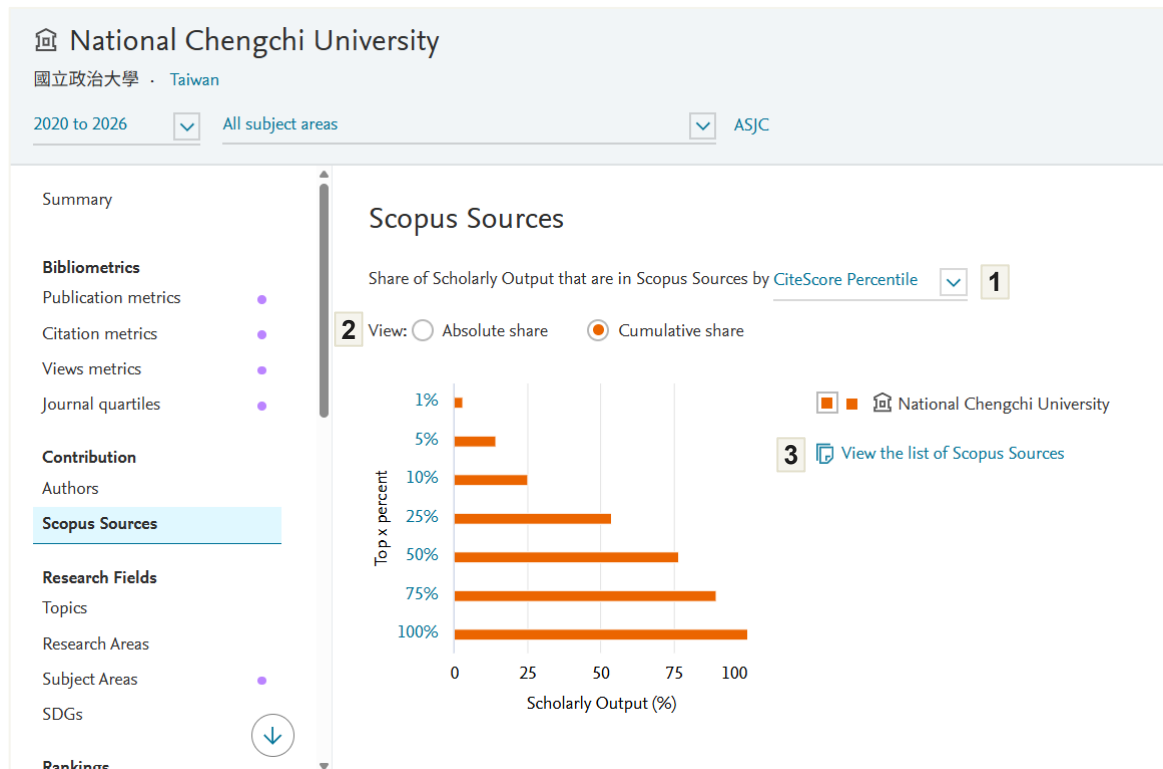 National Chengchi University
國立政治大學 · Taiwan
2020 to 2026 All subject areas ASJC
Summary
Bibliometrics
Publication metrics
Citation metrics
Views metrics
Journal quartiles
Contribution
Authors
Scopus Sources
Research Fields
Topics
Research Areas
Subject Areas
SDGs
Rankings
Scopus Sources
Share of Scholarly Output that are in Scopus Sources by CiteScore Percentile 1
2 View: Absolute share Cumulative share
Top x percent
1%
5%
10%
25%
50%
75%
100%
0 25 50 75 100
Scholarly Output (%)
National Chengchi University
3 View the list of Scopus Sources